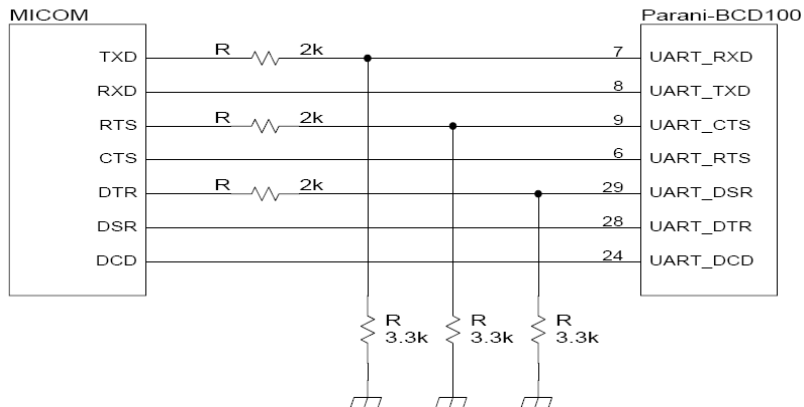 MICOM Parani-BCD100
TXD R 2k 7 UART_RXD
RXD 8 UART_TXD
RTS R 2k 9 UART_CTS
CTS 6 UART_RTS
DTR R 2k 29 UART_DSR
DSR 28 UART_DTR
DCD 24 UART_DCD
R R R
3.3k 3.3k 3.3k